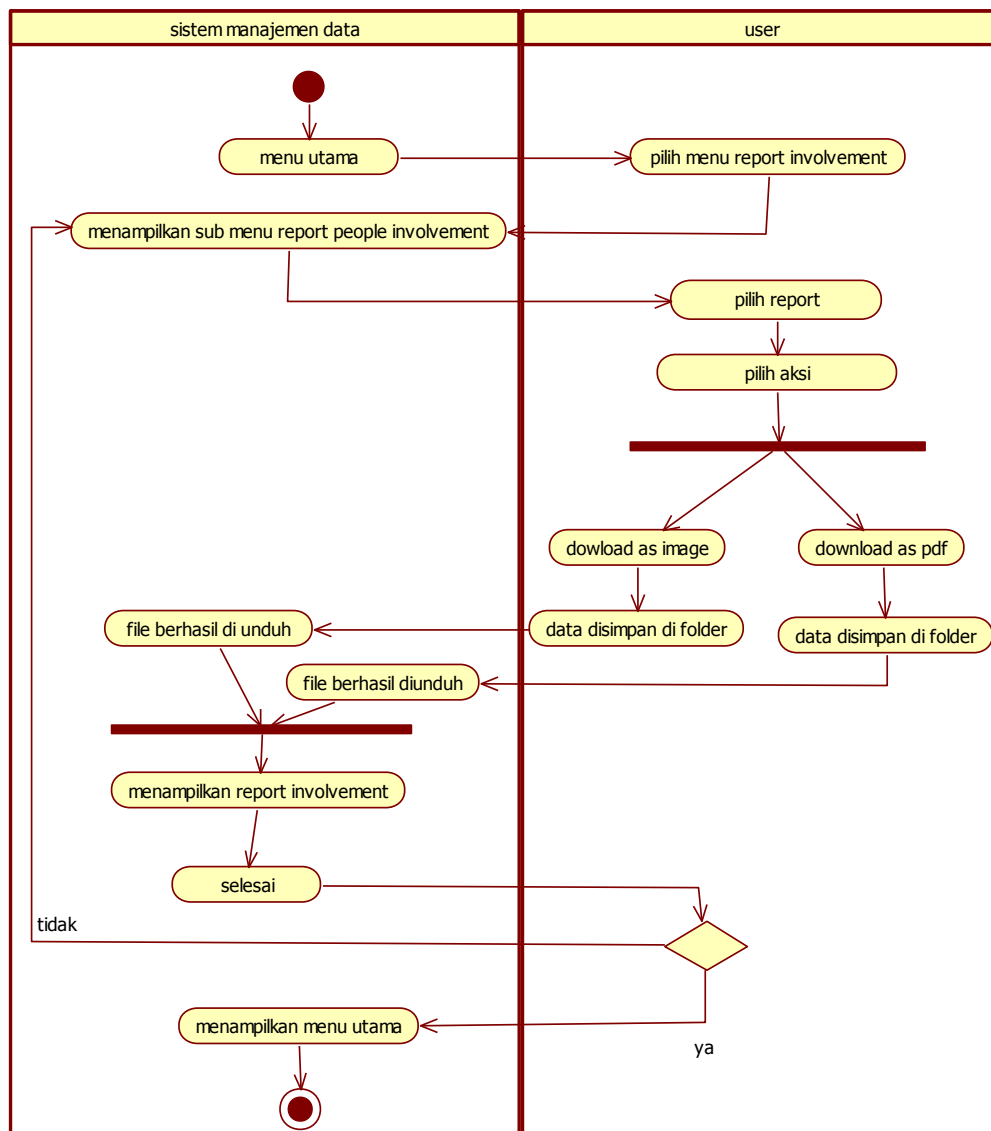 sistem manajemen data
user
menu utama
pilih menu report involvement
menampilkan sub menu report people involvement
pilih report
pilih aksi
dowload as image
download as pdf
file berhasil di unduh
data disimpan di folder
data disimpan di folder
file berhasil diunduh
menampilkan report involvement
selesai
tidak
menampilkan menu utama
ya